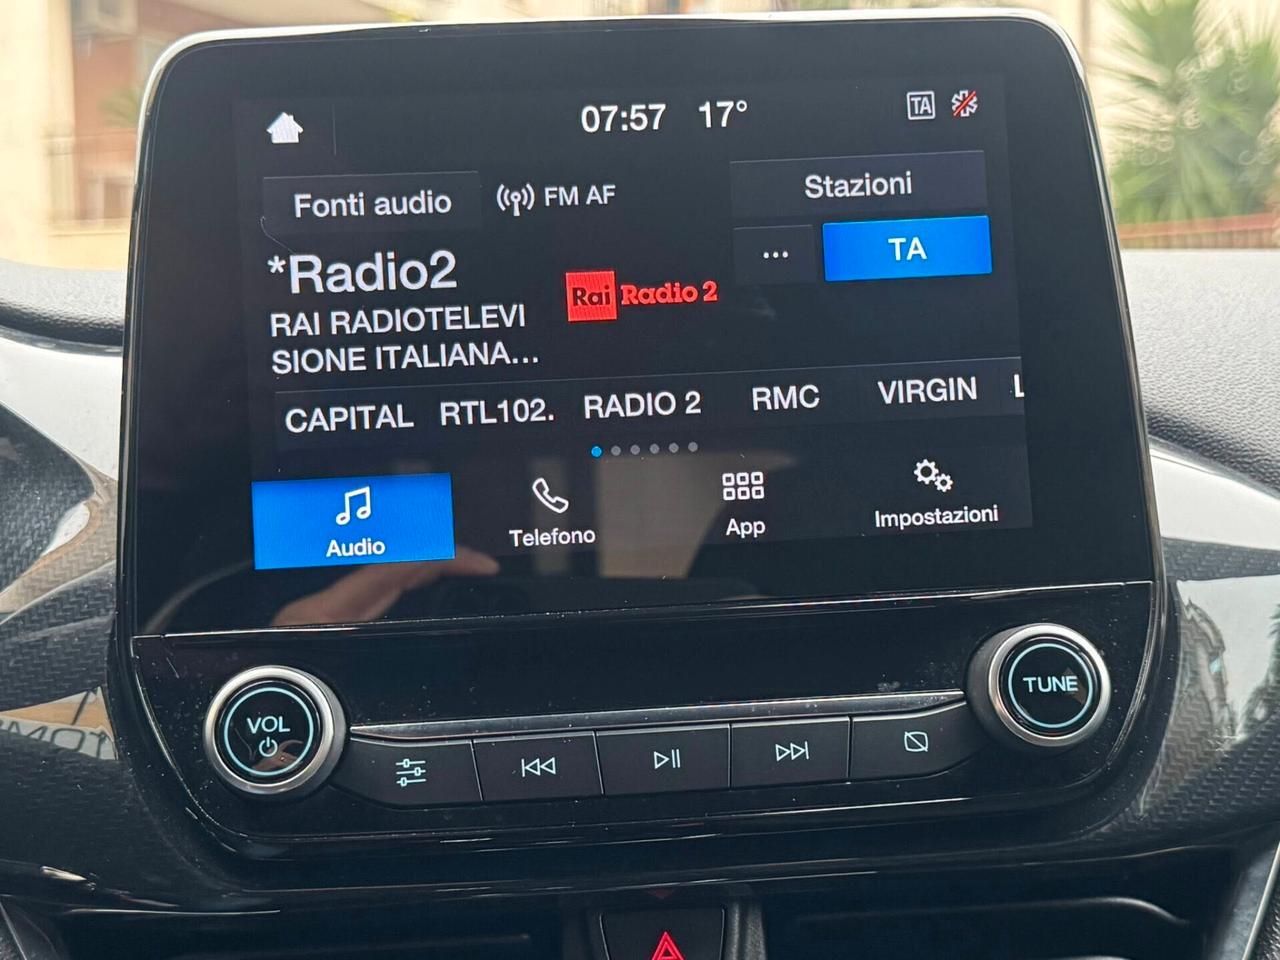 07:57 17°
TA
Fonti audio
FM AF
Stazioni
*Radio2
...
TA
RAI RADIOTELEVI
SIONE ITALIANA...
Rai Radio 2
CAPITAL RTL102. RADIO 2 RMC VIRGIN L
Audio
Telefono
App
Impostazioni
VOL
TUNE